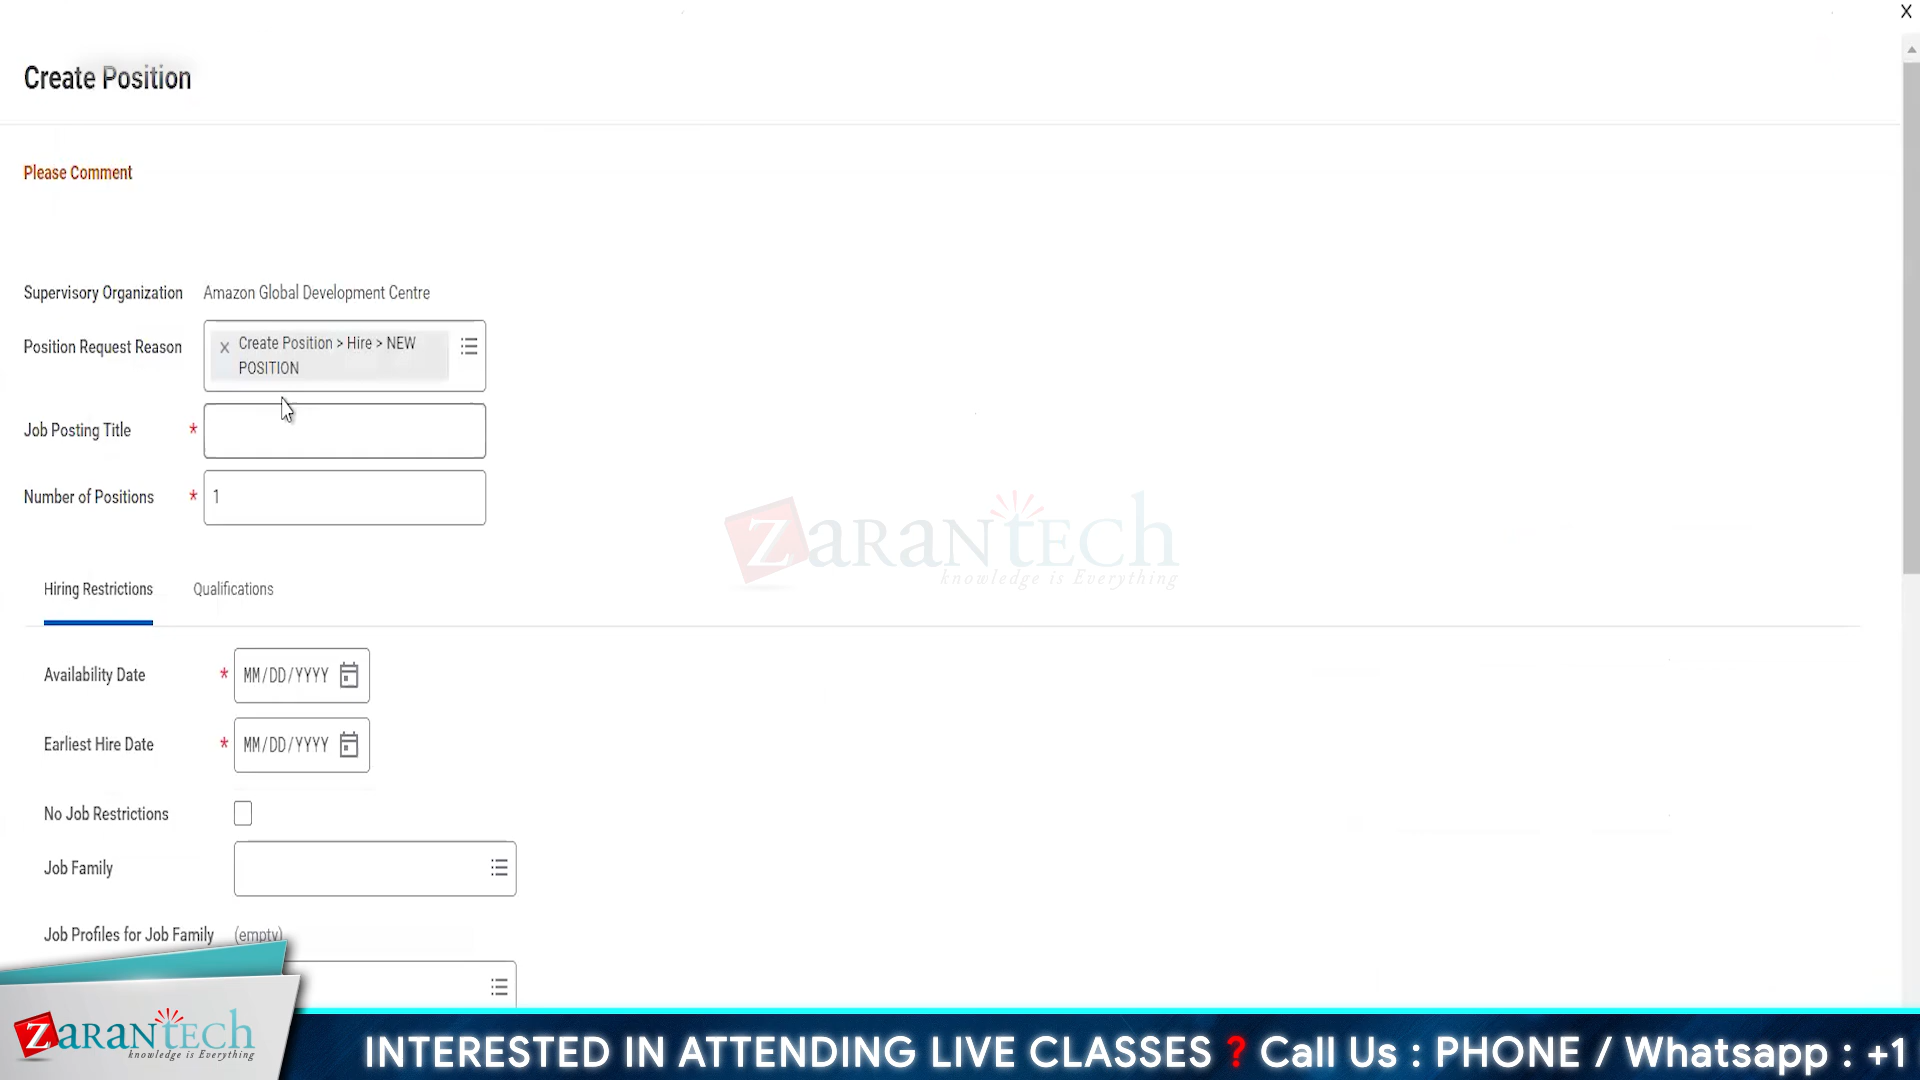 X
Create Position
Please Comment
Supervisory Organization Amazon Global Development Centre
Position Request Reason x Create Position > Hire > NEW
POSITION
Job Posting Title *
Number of Positions * 1
Hiring Restrictions Qualifications
Availability Date * MM/DD/YYYY
Earliest Hire Date * MM/DD/YYYY
No Job Restrictions
Job Family
Job Profiles for Job Family (empty)
ZARANTECH
knowledge is Everything
ZARANTECH
knowledge is Everything
INTERESTED IN ATTENDING LIVE CLASSES ? Call Us : PHONE / Whatsapp : +1